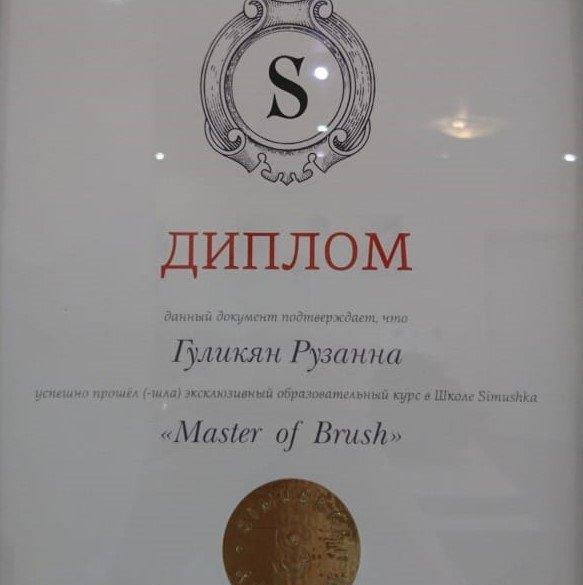 S
ДИПЛОМ
данный документ подтверждает, что
Гуликян Рузанна
успешно прошёл (-шла) эксклюзивный образовательный курс в Школе Simushka
«Master of Brush»